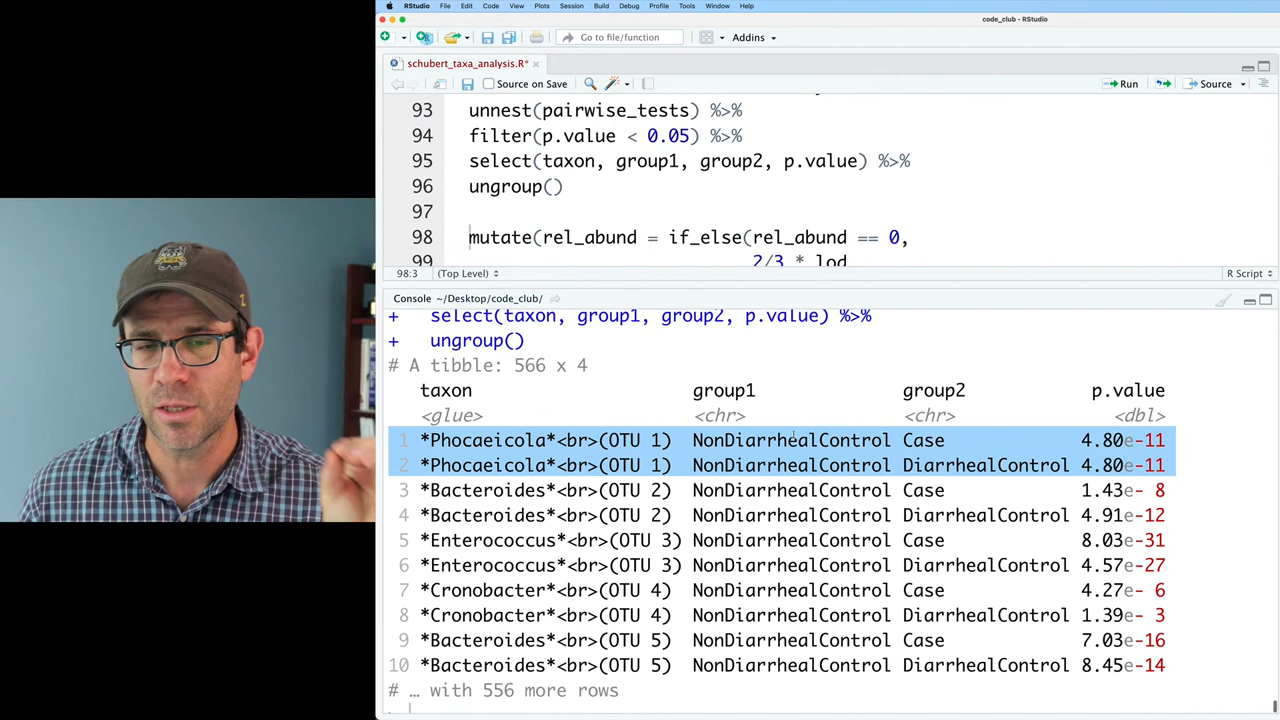 RStudio File Edit Code View Plots Session Build Debug Profile Tools Window Help
code_club - RStudio
Go to file/function
Addins
schubert_taxa_analysis.R*
Source on Save
Run
Source
93 unnest(pairwise_tests) %>%
94 filter(p.value < 0.05) %>%
95 select(taxon, group1, group2, p.value) %>%
96 ungroup()
97
98 mutate(rel_abund = if_else(rel_abund == 0,
99 2/3 * lod
98:3 (Top Level) R Script
Console ~/Desktop/code_club/
+ select(taxon, group1, group2, p.value) %>%
+ ungroup()
# A tibble: 566 x 4
taxon group1 group2 p.value
<glue> <chr> <chr> <dbl>
1 *Phocaeicola*<br>(OTU 1) NonDiarrhealControl Case 4.80e-11
2 *Phocaeicola*<br>(OTU 1) NonDiarrhealControl DiarrhealControl 4.80e-11
3 *Bacteroides*<br>(OTU 2) NonDiarrhealControl Case 1.43e- 8
4 *Bacteroides*<br>(OTU 2) NonDiarrhealControl DiarrhealControl 4.91e-12
5 *Enterococcus*<br>(OTU 3) NonDiarrhealControl Case 8.03e-31
6 *Enterococcus*<br>(OTU 3) NonDiarrhealControl DiarrhealControl 4.57e-27
7 *Cronobacter*<br>(OTU 4) NonDiarrhealControl Case 4.27e- 6
8 *Cronobacter*<br>(OTU 4) NonDiarrhealControl DiarrhealControl 1.39e- 3
9 *Bacteroides*<br>(OTU 5) NonDiarrhealControl Case 7.03e-16
10 *Bacteroides*<br>(OTU 5) NonDiarrhealControl DiarrhealControl 8.45e-14
# … with 556 more rows